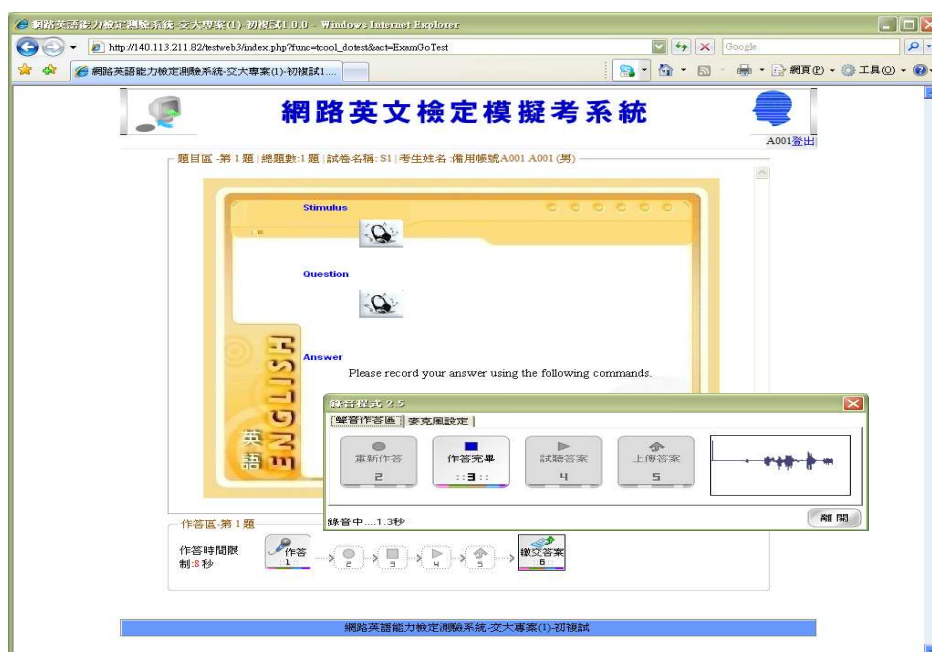 網路英語能力檢定測驗系統-交大專案(1)-初複試1.0.0 - Windows Internet Explorer
http://140.113.211.82/testweb3/index.php?func=tcool_dotest&act=ExamGoTest
Google
網路英語能力檢定測驗系統-交大專案(1)-初複試1....
網頁(P)
工具(O)
網路英文檢定模擬考系統
A001登出
題目區 -第 1 題 | 總題數:1 題 | 試卷名稱: S1 | 考生姓名 :備用帳號A001 A001 (男)
Stimulus
Question
Answer
Please record your answer using the following commands.
英語
ENGLISH
錄音程式 2.5
聲音作答區
麥克風設定
重新作答
2
作答完畢
::3::
試聽答案
4
上傳答案
5
錄音中....1.3秒
離開
作答區-第 1 題
作答時間限制:8 秒
作答
1
2
3
4
5
繳交答案
6
網路英語能力檢定測驗系統-交大專案(1)-初複試